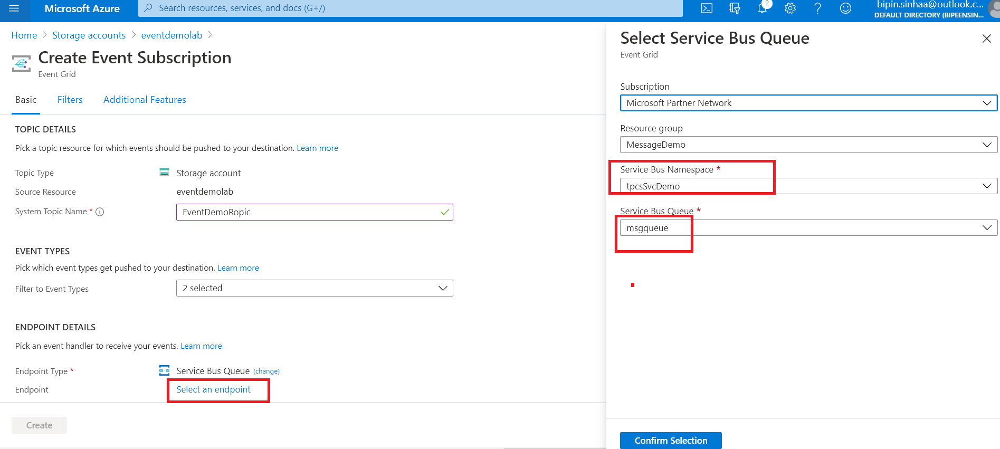 Microsoft Azure
Search resources, services, and docs (G+/)
2
bipin.sinhaa@outlook.c...
DEFAULT DIRECTORY (BIPEENSIN...
Home > Storage accounts > eventdemolab >
Create Event Subscription
Event Grid
Basic Filters Additional Features
TOPIC DETAILS
Pick a topic resource for which events should be pushed to your destination. Learn more
Topic Type Storage account
Source Resource eventdemolab
System Topic Name * EventDemoRopic
EVENT TYPES
Pick which event types get pushed to your destination. Learn more
Filter to Event Types 2 selected
ENDPOINT DETAILS
Pick an event handler to receive your events. Learn more
Endpoint Type * Service Bus Queue (change)
Endpoint Select an endpoint
Create
Select Service Bus Queue
Event Grid
Subscription
Microsoft Partner Network
Resource group
MessageDemo
Service Bus Namespace *
tpcsSvcDemo
Service Bus Queue *
msgqueue
Confirm Selection